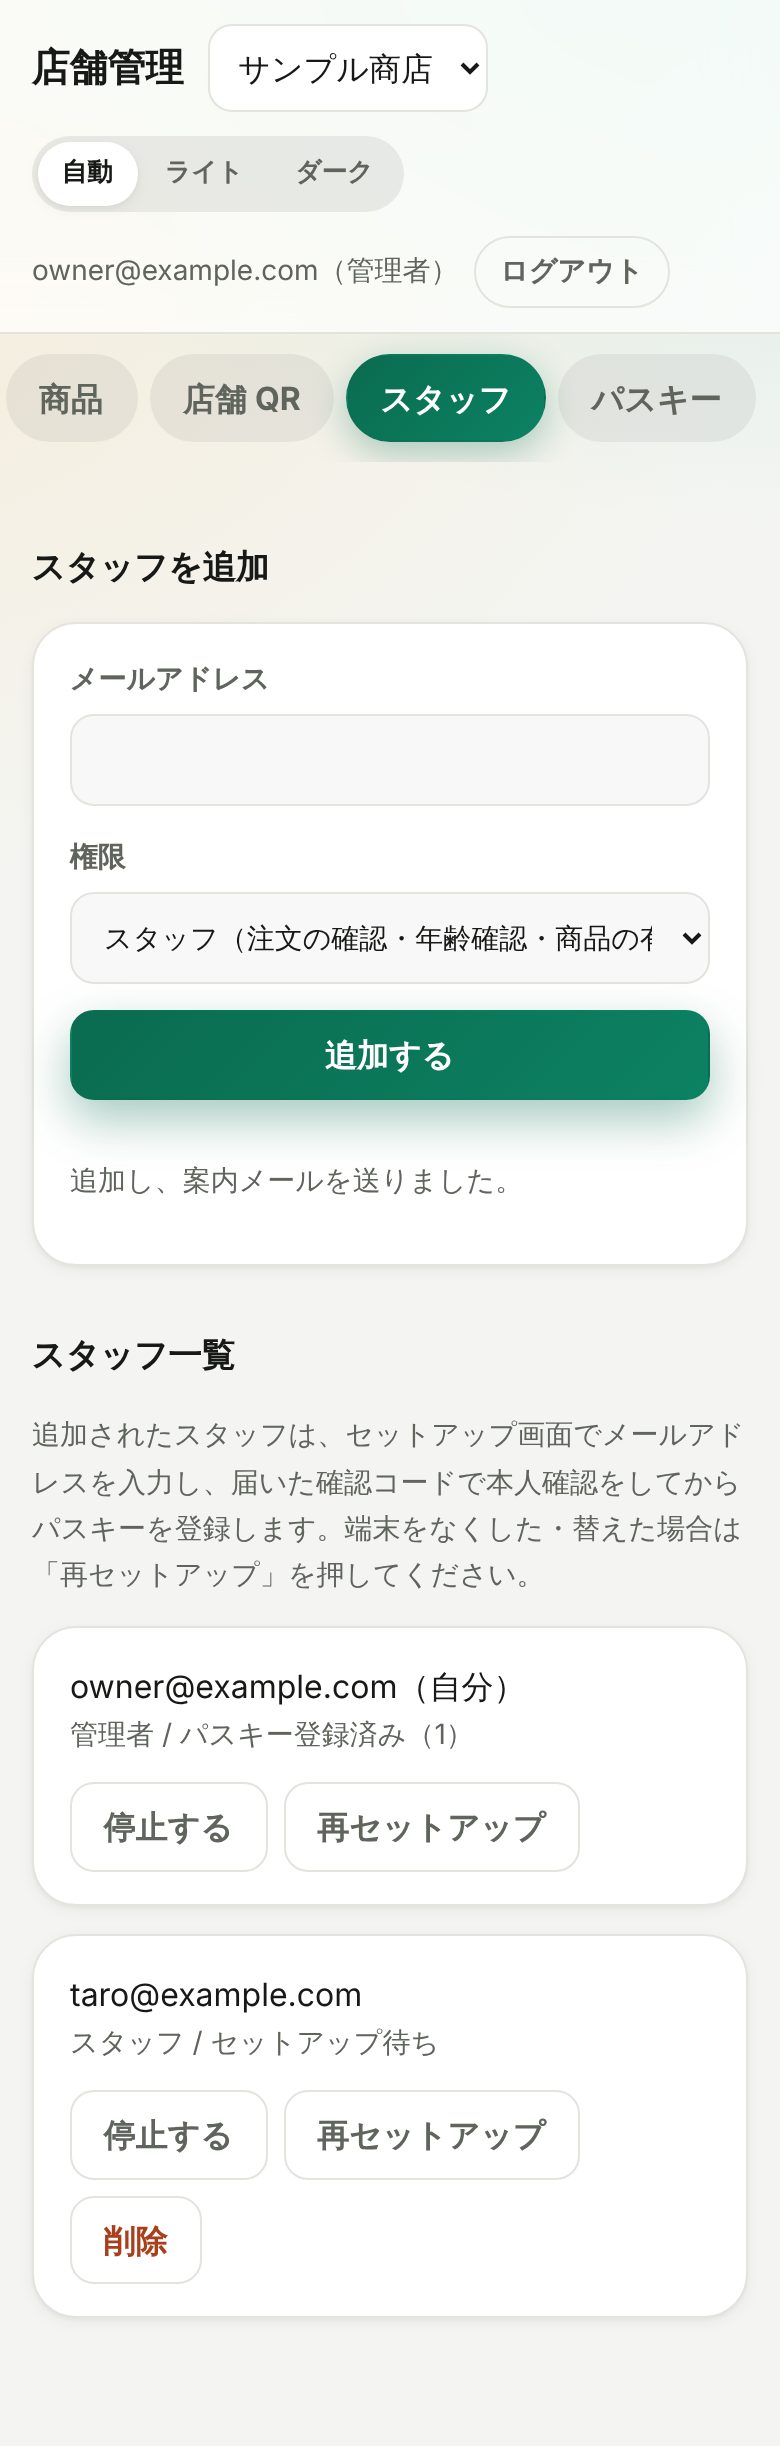 店舗管理
サンプル商店
自動
ライト
ダーク
owner@example.com（管理者）
ログアウト
商品
店舗 QR
スタッフ
パスキー
スタッフを追加
メールアドレス
権限
スタッフ（注文の確認・年齢確認・商品の
追加する
追加し、案内メールを送りました。
スタッフ一覧
追加されたスタッフは、セットアップ画面でメールアド
レスを入力し、届いた確認コードで本人確認をしてから
パスキーを登録します。端末をなくした・替えた場合は
「再セットアップ」を押してください。
owner@example.com（自分）
管理者 / パスキー登録済み（1）
停止する
再セットアップ
taro@example.com
スタッフ / セットアップ待ち
停止する
再セットアップ
削除